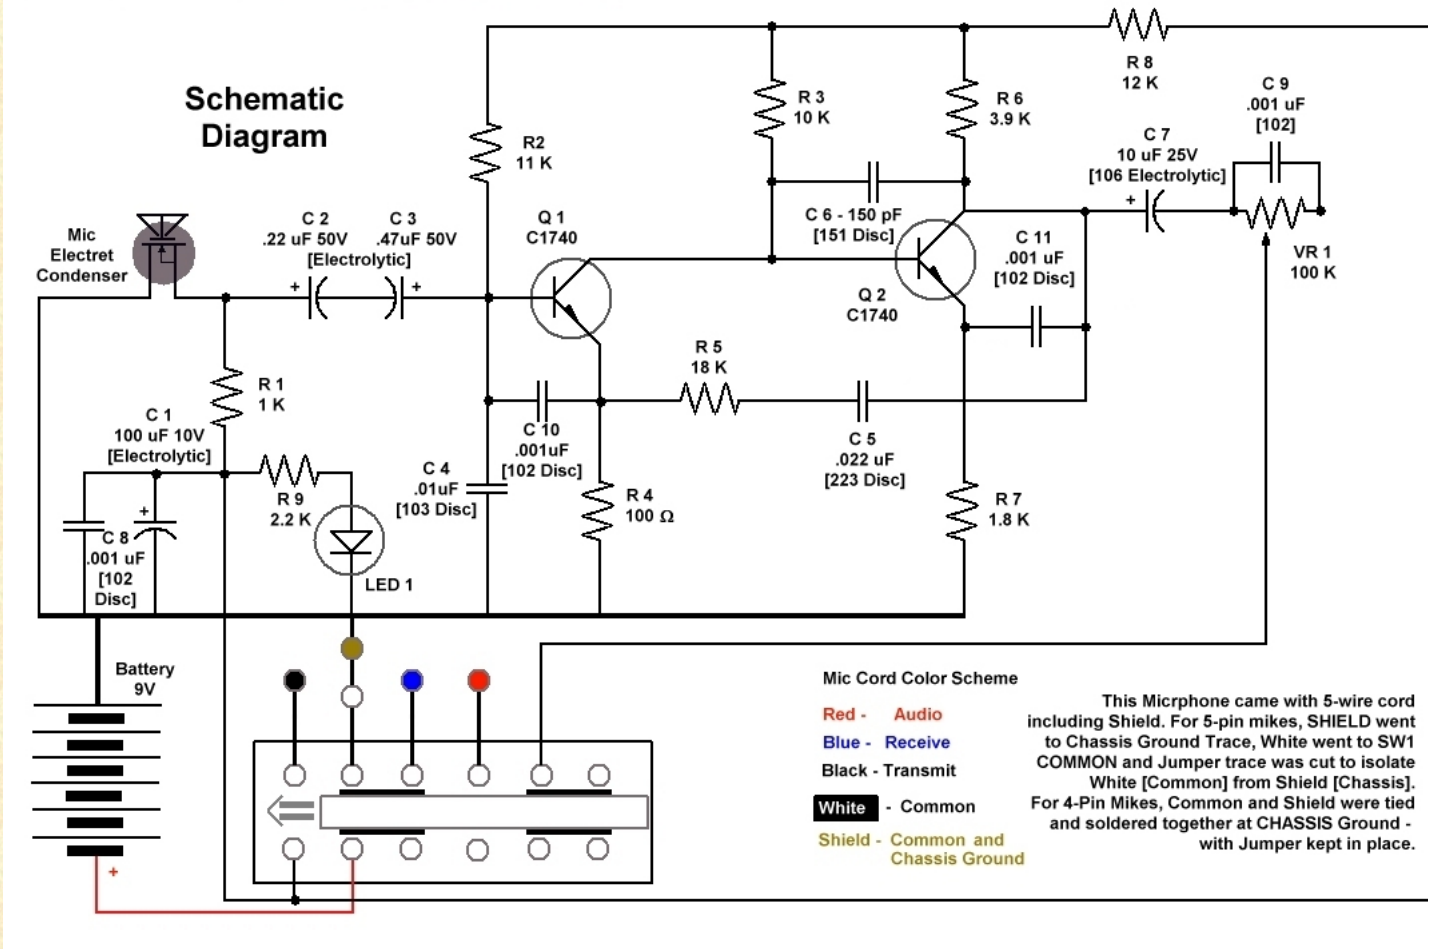 Schematic
Diagram
Mic
Electret
Condenser
C 2
.22 uF 50V
C 3
.47uF 50V
[Electrolytic]
+
+
R2
11 K
Q 1
C1740
R 3
10 K
R 6
3.9 K
R 8
12 K
C 9
.001 uF
[102]
C 7
10 uF 25V
[106 Electrolytic]
+
VR 1
100 K
C 6 - 150 pF
[151 Disc]
C 11
.001 uF
[102 Disc]
Q 2
C1740
R 5
18 K
C 5
.022 uF
[223 Disc]
R 1
1 K
C 1
100 uF 10V
[Electrolytic]
+
C 8
.001 uF
[102
Disc]
R 9
2.2 K
LED 1
C 4
.01uF
[103 Disc]
C 10
.001uF
[102 Disc]
R 4
100 Ω
R 7
1.8 K
Battery
9V
+
Mic Cord Color Scheme
Red - Audio
Blue - Receive
Black - Transmit
White - Common
Shield - Common and
Chassis Ground
This Micrphone came with 5-wire cord
including Shield. For 5-pin mikes, SHIELD went
to Chassis Ground Trace, White went to SW1
COMMON and Jumper trace was cut to isolate
White [Common] from Shield [Chassis].
For 4-Pin Mikes, Common and Shield were tied
and soldered together at CHASSIS Ground -
with Jumper kept in place.